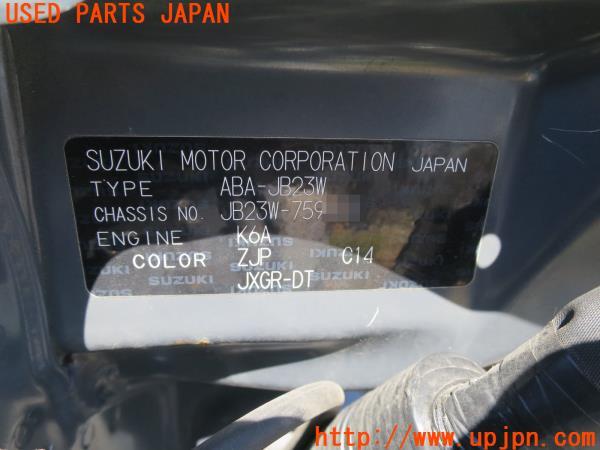 USED PARTS JAPAN
SUZUKI MOTOR CORPORATION JAPAN
TYPE ABA-JB23W
CHASSIS NO. JB23W-759
ENGINE K6A
COLOR ZJP C14
JXGR-DT
http://www.upjpn.com